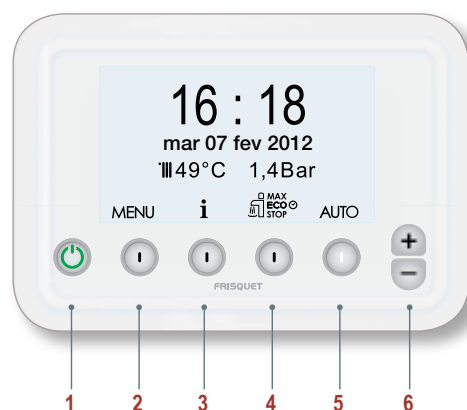 16 : 18
mar 07 fev 2012
49°C 1,4Bar
MENU i MAX ECO STOP AUTO
+
−
FRISQUET
1 2 3 4 5 6